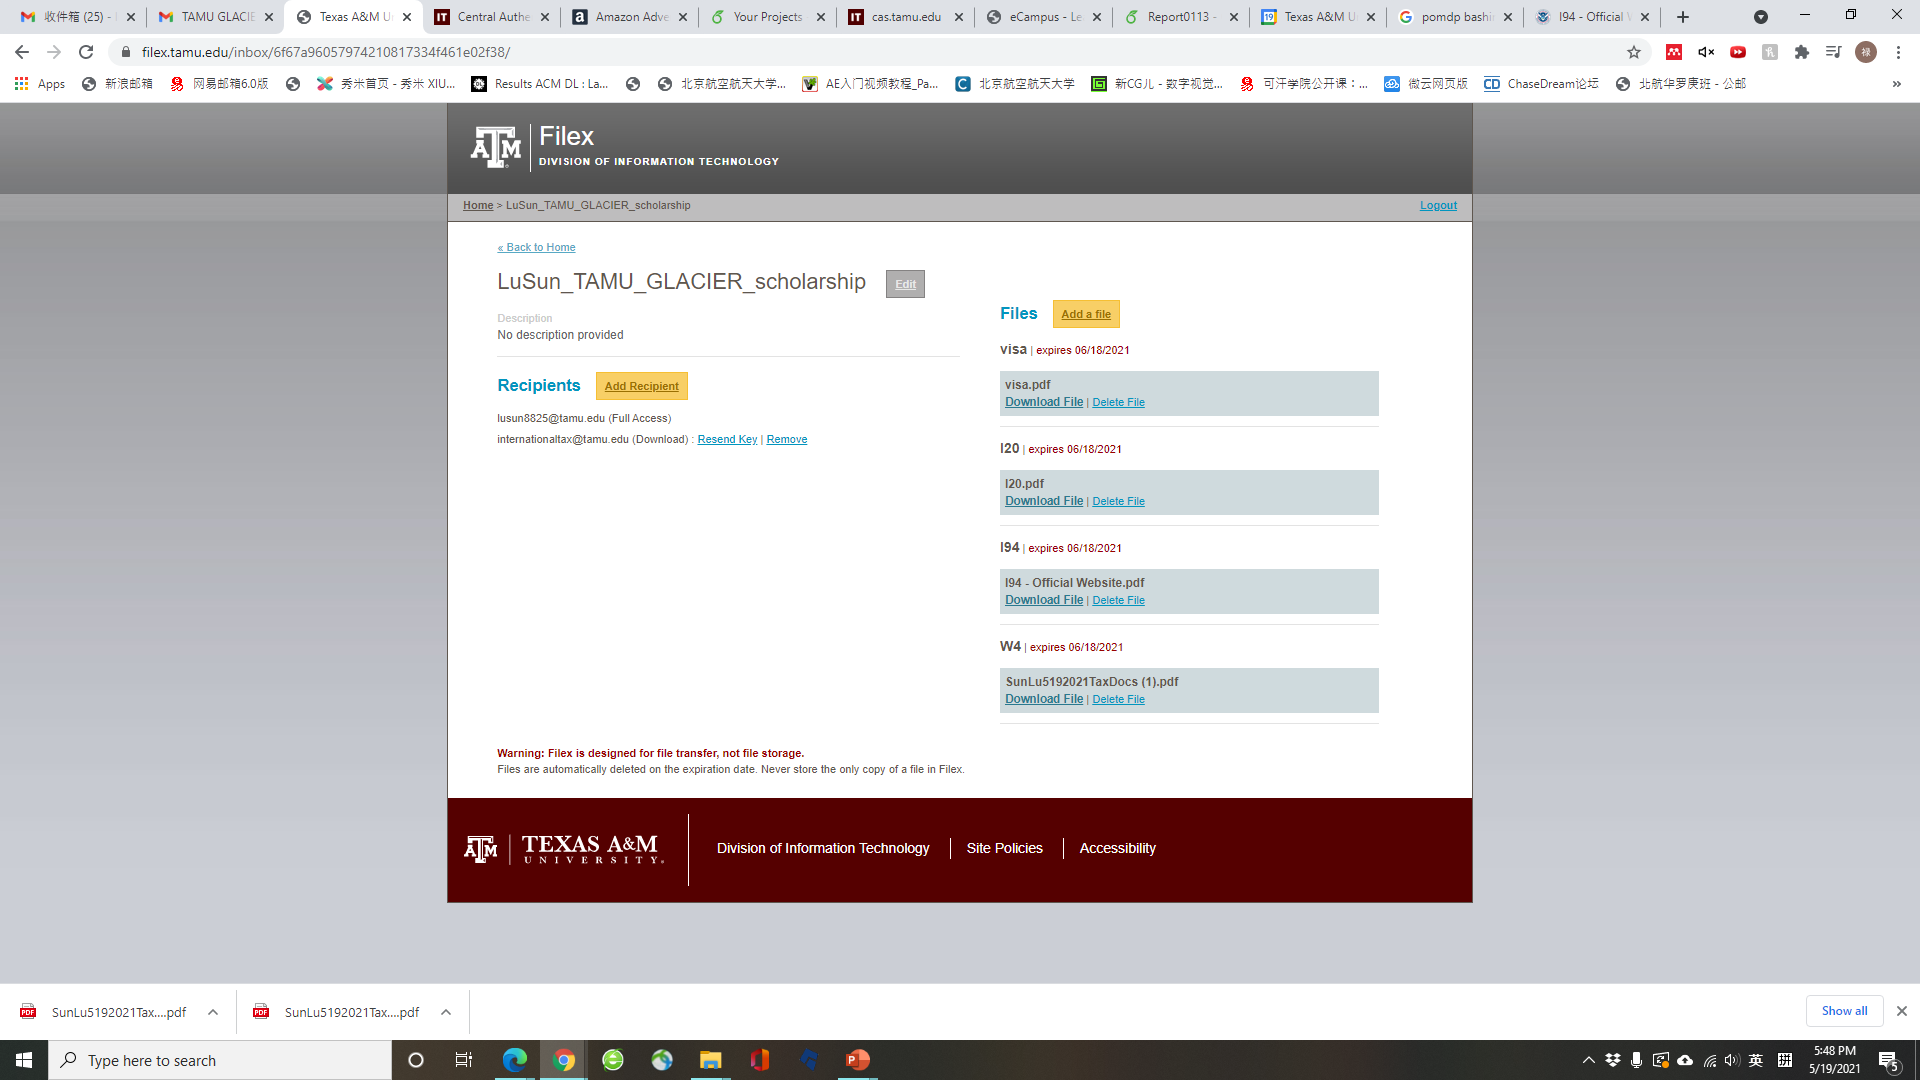 收件箱 (25) -
TAMU GLACIE
Texas A&M U
Central Authe
Amazon Adve
Your Projects
cas.tamu.edu
eCampus - Le
Report0113 -
Texas A&M U
pomdp bashi
I94 - Official
filex.tamu.edu/inbox/6f67a96057974210817334f461e02f38/
Apps
新浪邮箱
网易邮箱6.0版
秀米首页 - 秀米 XIU...
Results ACM DL : La...
北京航空航天大学...
AE入门视频教程_Pa...
北京航空航天大学
新CG儿 - 数字视觉...
可汗学院公开课：...
微云网页版
ChaseDream论坛
北航华罗庚班 - 公邮
Filex
DIVISION OF INFORMATION TECHNOLOGY
Home > LuSun_TAMU_GLACIER_scholarship
Logout
« Back to Home
LuSun_TAMU_GLACIER_scholarship
Edit
Description
No description provided
Recipients
Add Recipient
lusun8825@tamu.edu (Full Access)
internationaltax@tamu.edu (Download) : Resend Key | Remove
Files
Add a file
visa | expires 06/18/2021
visa.pdf
Download File | Delete File
I20 | expires 06/18/2021
I20.pdf
Download File | Delete File
I94 | expires 06/18/2021
I94 - Official Website.pdf
Download File | Delete File
W4 | expires 06/18/2021
SunLu5192021TaxDocs (1).pdf
Download File | Delete File
Warning: Filex is designed for file transfer, not file storage.
Files are automatically deleted on the expiration date. Never store the only copy of a file in Filex.
TEXAS A&M
UNIVERSITY.
Division of Information Technology
Site Policies
Accessibility
SunLu5192021Tax....pdf
SunLu5192021Tax....pdf
Show all
Type here to search
英
拼
5:48 PM
5/19/2021
5